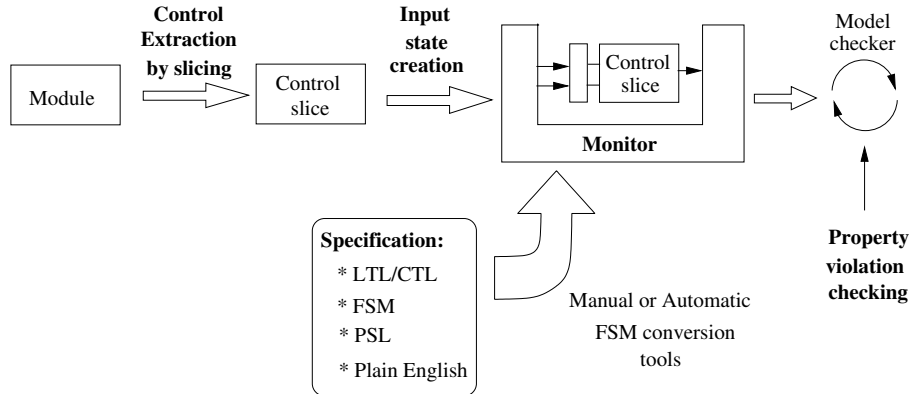 Control
Extraction
by slicing
Module
Control
slice
Input
state
creation
Control
slice
Monitor
Model
checker
Specification:
* LTL/CTL
* FSM
* PSL
* Plain English
Manual or Automatic
FSM conversion
tools
Property
violation
checking